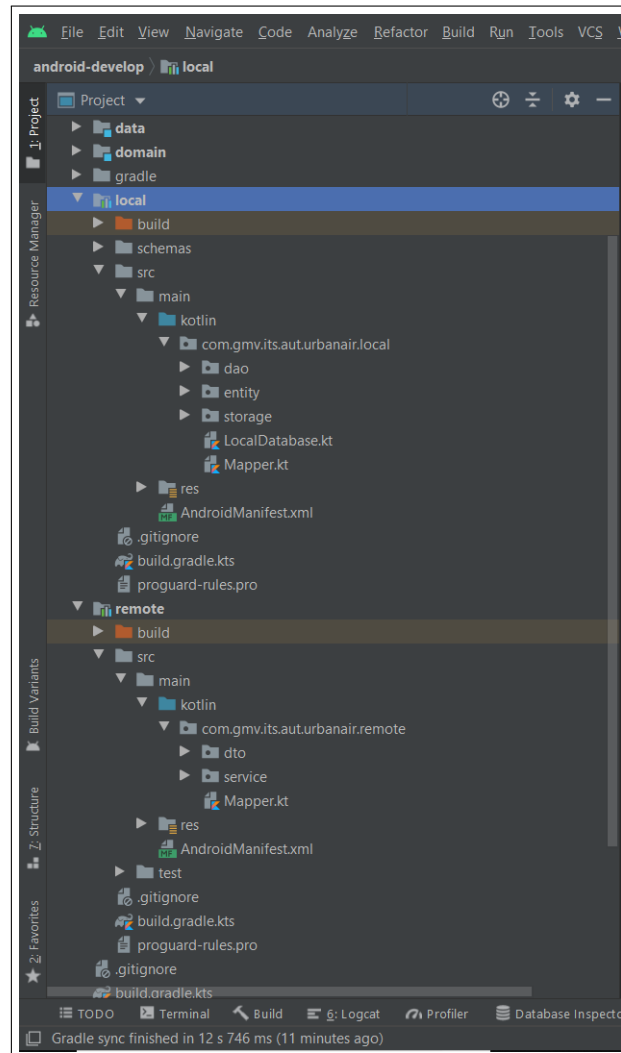 File Edit View Navigate Code Analyze Refactor Build Run Tools VCS
android-develop local
1: Project
Resource Manager
Build Variants
7: Structure
2: Favorites
Project
data
domain
gradle
local
build
schemas
src
main
kotlin
com.gmv.its.aut.urbanair.local
dao
entity
storage
LocalDatabase.kt
Mapper.kt
res
AndroidManifest.xml
.gitignore
build.gradle.kts
proguard-rules.pro
remote
build
src
main
kotlin
com.gmv.its.aut.urbanair.remote
dto
service
Mapper.kt
res
AndroidManifest.xml
test
.gitignore
build.gradle.kts
proguard-rules.pro
.gitignore
build.gradle.kts
TODO Terminal Build 6: Logcat Profiler Database Inspecto
Gradle sync finished in 12 s 746 ms (11 minutes ago)